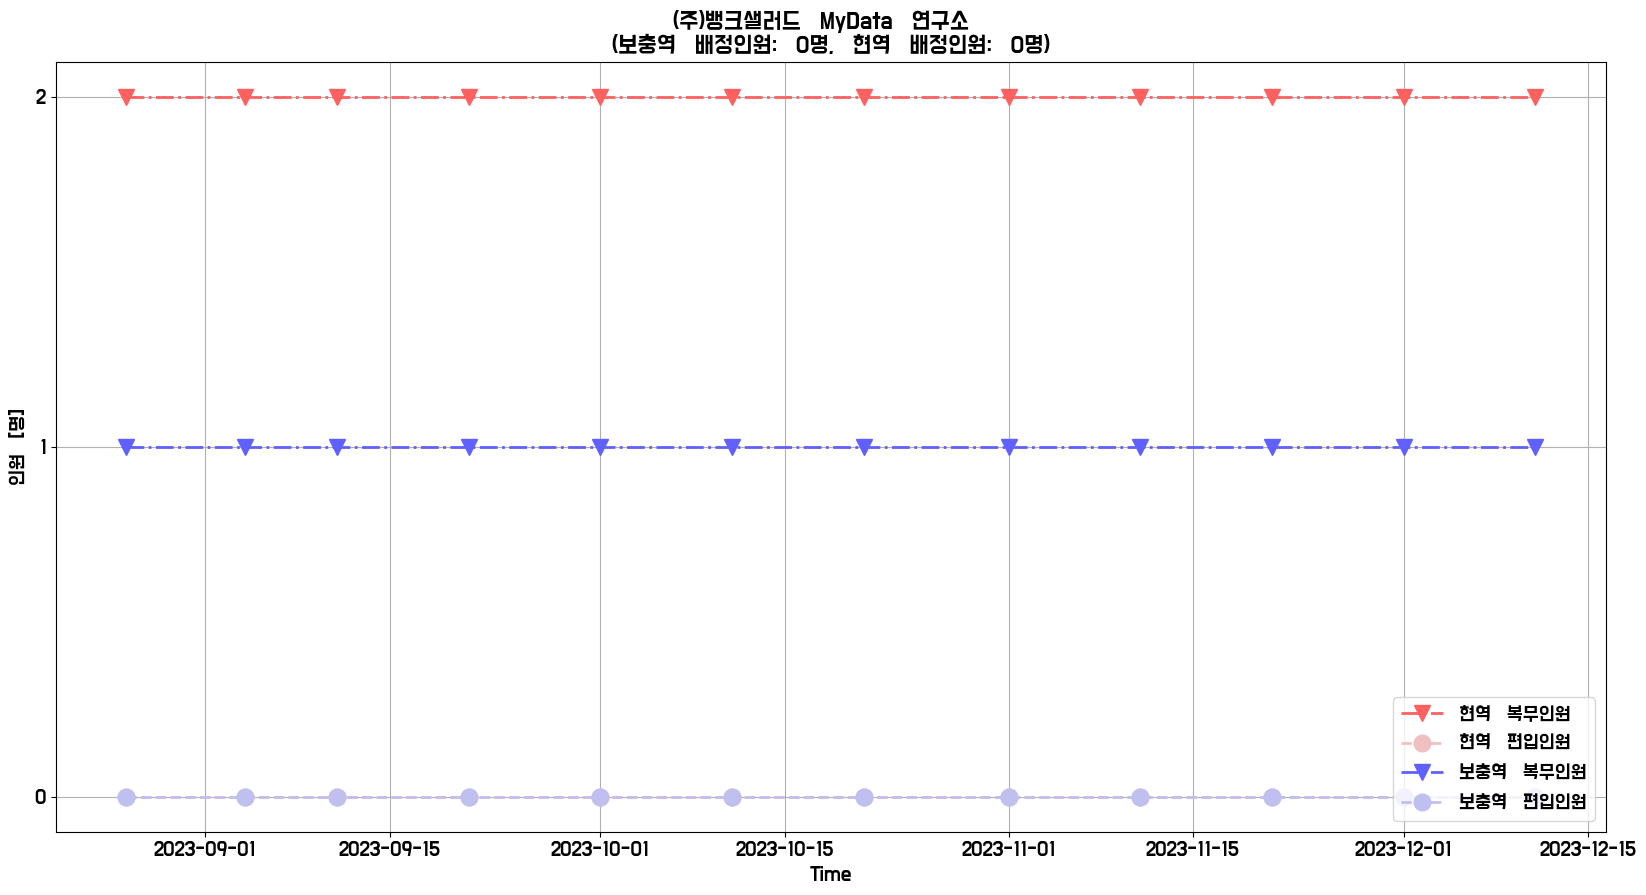 (주)뱅크샐러드 MyData 연구소
(보충역 배정인원: 0명, 현역 배정인원: 0명)
인원 [명]
2
1
0
현역 복무인원
현역 편입인원
보충역 복무인원
보충역 편입인원
2023-09-01 2023-09-15 2023-10-01 2023-10-15 2023-11-01 2023-11-15 2023-12-01 2023-12-15
Time